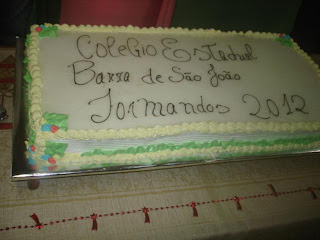 Colegio Estadual
Barra de São João
Formandos 2012